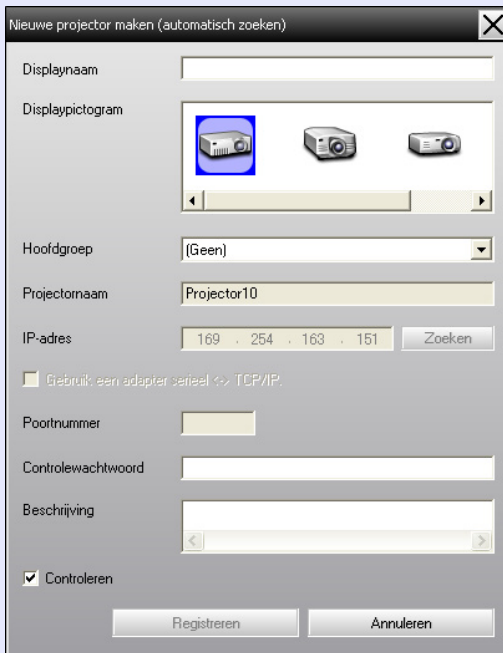 Nieuwe projector maken (automatisch zoeken)
Displaynaam
Displaypictogram
Hoofdgroep (Geen)
Projectornaam Projector10
IP-adres 169 . 254 . 163 . 151 Zoeken
Gebruik een adapter serieel <-> TCP/IP.
Poortnummer
Controlewachtwoord
Beschrijving
Controleren
Registreren Annuleren